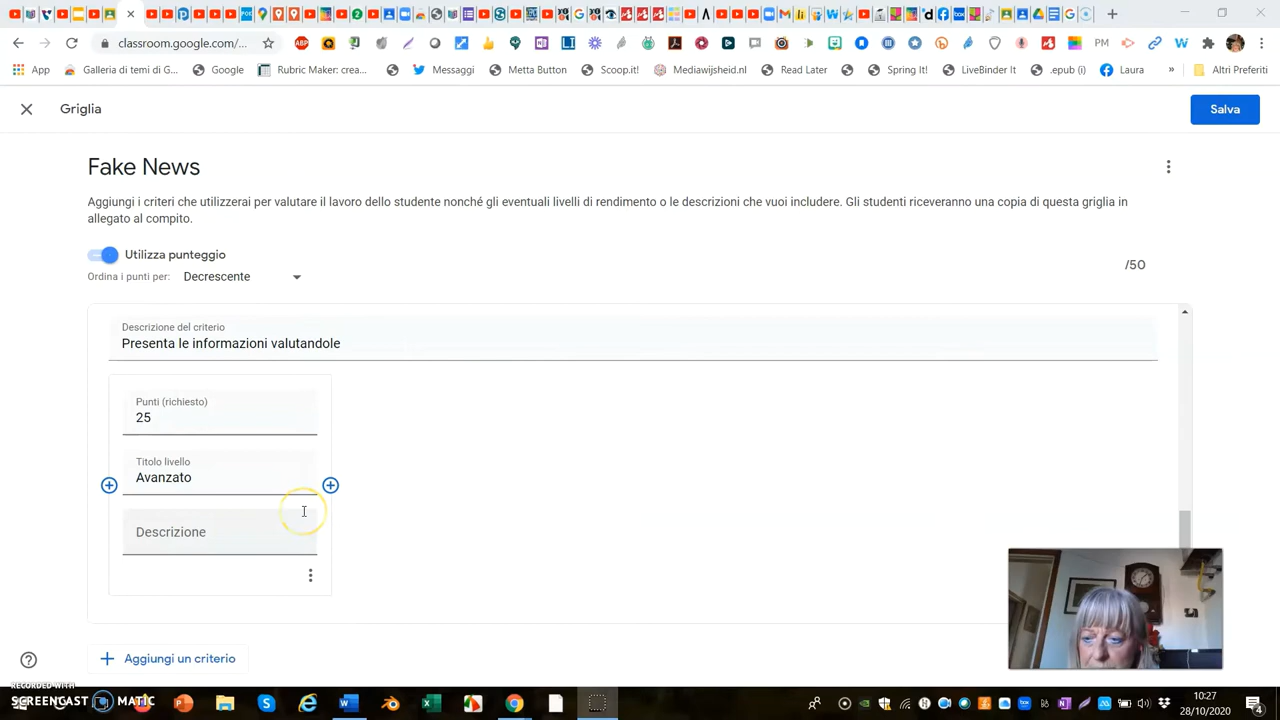 classroom.google.com/...
ABP
PM
App
Galleria di temi di G...
Google
Rubric Maker: crea...
Messaggi
Metta Button
Scoop.it!
Mediawijsheid.nl
Read Later
Spring It!
LiveBinder It
.epub (i)
Laura
»
Altri Preferiti
Griglia
Salva
Fake News
Aggiungi i criteri che utilizzerai per valutare il lavoro dello studente nonché gli eventuali livelli di rendimento o le descrizioni che vuoi includere. Gli studenti riceveranno una copia di questa griglia in
allegato al compito.
Utilizza punteggio
/50
Ordina i punti per: Decrescente
Descrizione del criterio
Presenta le informazioni valutandole
Punti (richiesto)
25
Titolo livello
Avanzato
Descrizione
Aggiungi un criterio
RECORDED WITH
SCREENCAST MATIC
10:27
28/10/2020
4